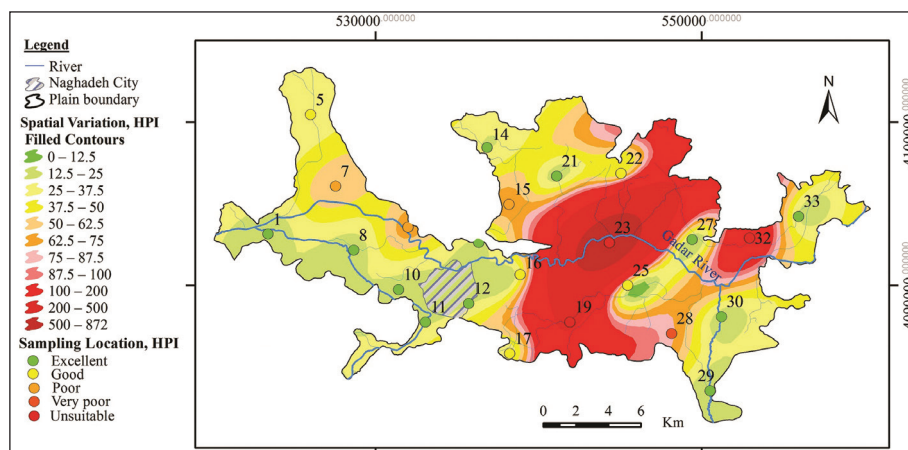 530000.000000 550000.000000
Legend
River
Naghadeh City
Plain boundary
Spatial Variation, HPI
Filled Contours
0 – 12.5
12.5 – 25
25 – 37.5
37.5 – 50
50 – 62.5
62.5 – 75
75 – 87.5
87.5 – 100
100 – 200
200 – 500
500 – 872
Sampling Location, HPI
Excellent
Good
Poor
Very poor
Unsuitable
N
5
14
22
21
7
15
33
1
27
23
32
8
Gadar River
16
25
10
12
30
11
19
28
17
29
0 2 4 6
Km
4100000.000000
4000000.000000